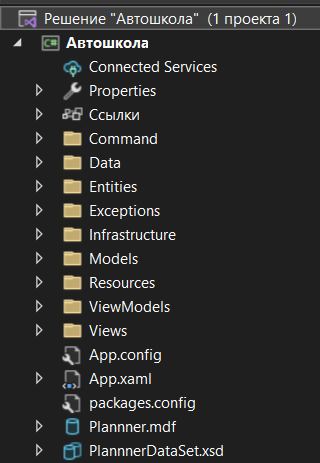 Решение "Автошкола" (1 проекта 1)
Автошкола
Connected Services
Properties
Ссылки
Command
Data
Entities
Exceptions
Infrastructure
Models
Resources
ViewModels
Views
App.config
App.xaml
packages.config
Plannner.mdf
PlannnerDataSet.xsd